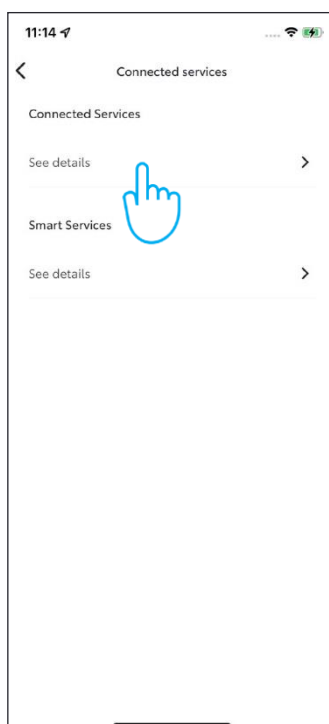 11:14
Connected services
Connected Services
See details
Smart Services
See details